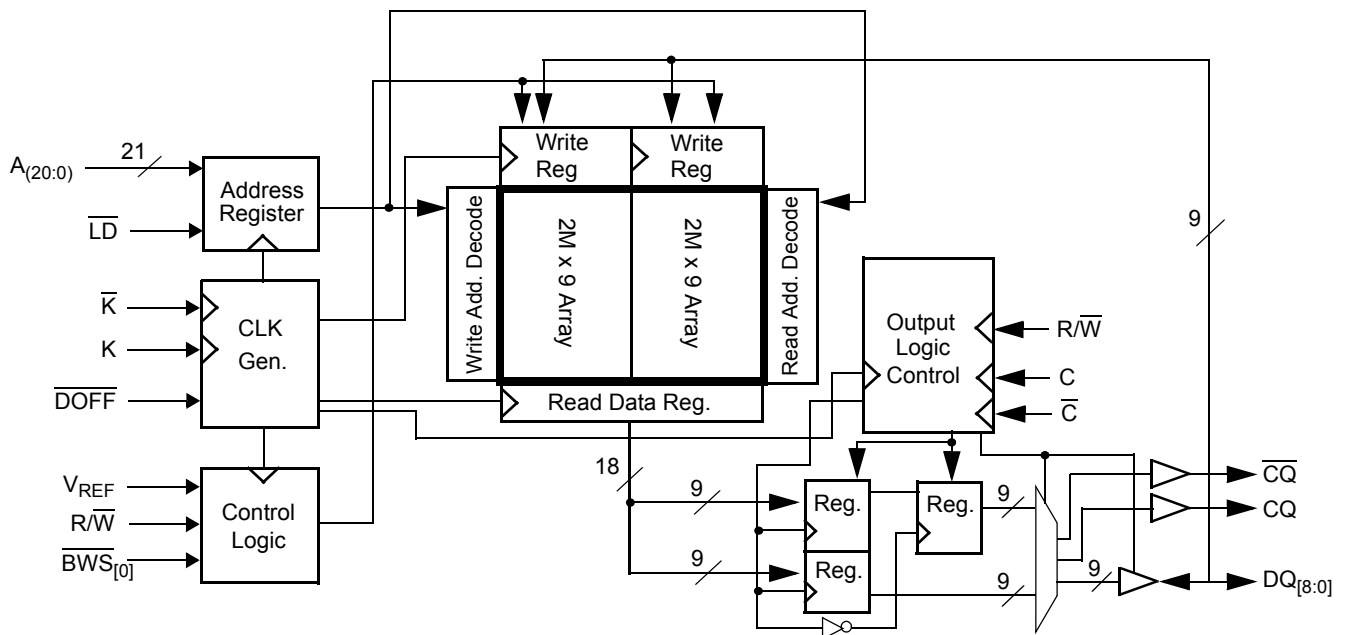 A(20:0)
21
LD
Address
Register
K
K
DOFF
CLK
Gen.
VREF
R/W
BWS[0]
Control
Logic
Write
Reg
Write
Reg
Write Add. Decode
2M x 9 Array
2M x 9 Array
Read Add. Decode
Read Data Reg.
18
9
9
9
Output
Logic
Control
R/W
C
C
Reg.
Reg.
Reg.
9
9
9
CQ
CQ
DQ[8:0]